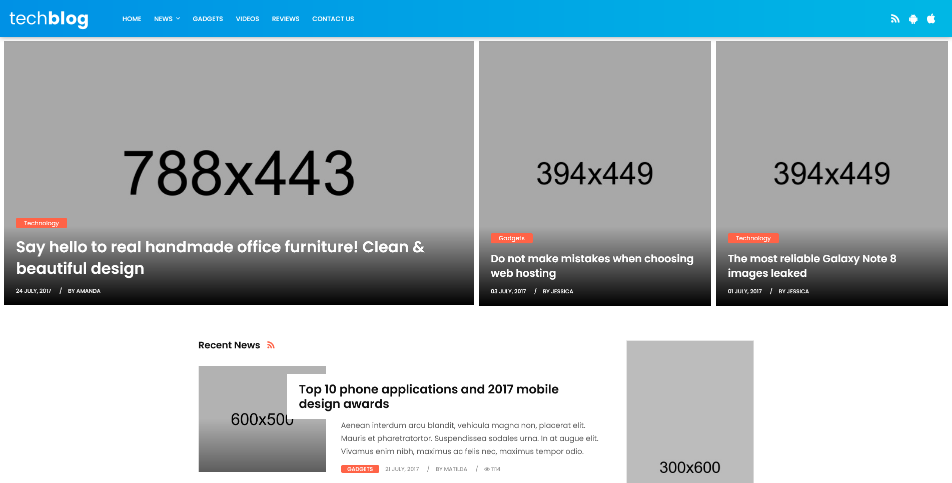 techblog
HOME NEWS GADGETS VIDEOS REVIEWS CONTACT US
788x443
Technology
Say hello to real handmade office furniture! Clean &
beautiful design
24 JULY, 2017 / BY AMANDA
394x449
Gadgets
Do not make mistakes when choosing
web hosting
03 JULY, 2017 / BY JESSICA
394x449
Technology
The most reliable Galaxy Note 8
images leaked
01 JULY, 2017 / BY JESSICA
Recent News
600x500
Top 10 phone applications and 2017 mobile
design awards
Aenean interdum arcu blandit, vehicula magna non, placerat elit.
Mauris et pharetratortor. Suspendissea sodales urna. In at augue elit.
Vivamus enim nibh, maximus ac felis nec, maximus tempor odio.
GADGETS 21 JULY, 2017 / BY MATILDA / 1114
300x600